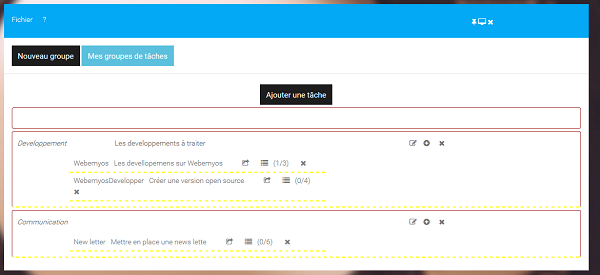 Fichier ?
Nouveau groupe Mes groupes de tâches
Ajouter une tâche
Developpement Les developpements à traiter
Webemyos Les devellopemens sur Webemyos (1/3)
WebemyosDevelopper Créer une version open source (0/4)
Communication
New letter Mettre en place une news lette (0/6)